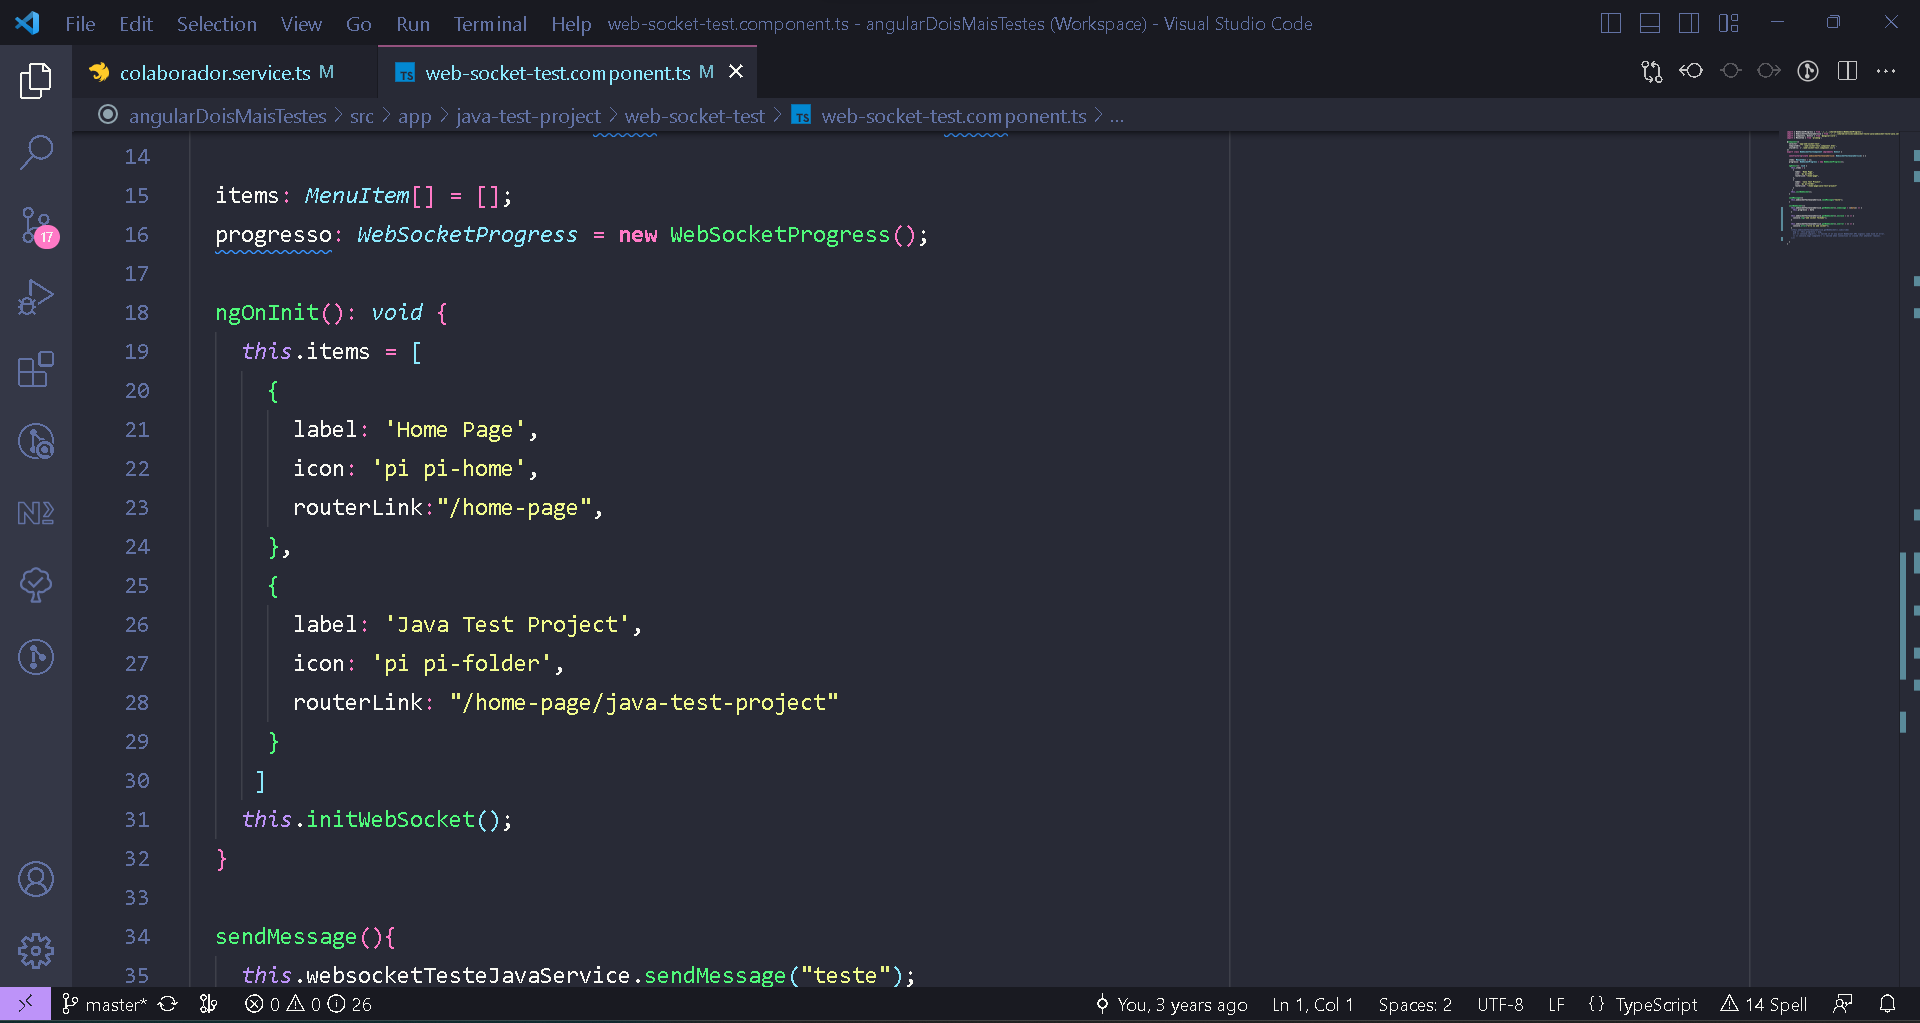 File Edit Selection View Go Run Terminal Help web-socket-test.component.ts - angularDoisMaisTestes (Workspace) - Visual Studio Code
colaborador.service.ts M TS web-socket-test.component.ts M
angularDoisMaisTestes > src > app > java-test-project > web-socket-test > TS web-socket-test.component.ts > ...
14
15 items: MenuItem[] = [];
16 progresso: WebSocketProgress = new WebSocketProgress();
17
18 ngOnInit(): void {
19 this.items = [
20 {
21 label: 'Home Page',
22 icon: 'pi pi-home',
23 routerLink:"/home-page",
24 },
25 {
26 label: 'Java Test Project',
27 icon: 'pi pi-folder',
28 routerLink: "/home-page/java-test-project"
29 }
30 ]
31 this.initWebSocket();
32 }
33
34 sendMessage(){
35 this.websocketTesteJavaService.sendMessage("teste");
17
master* 0 0 26 You, 3 years ago Ln 1, Col 1 Spaces: 2 UTF-8 LF {} TypeScript 14 Spell